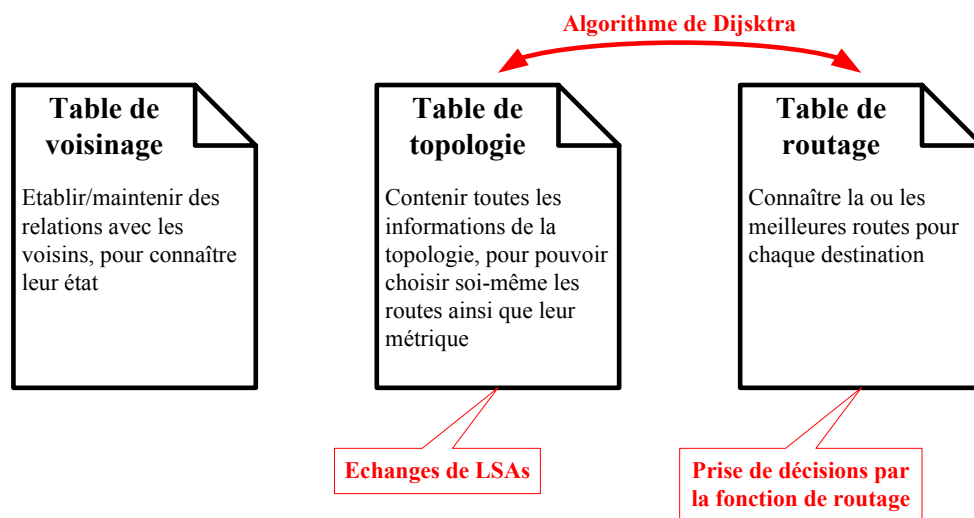 Algorithme de Dijsktra
Table de
voisinage
Etablir/maintenir des
relations avec les
voisins, pour connaître
leur état
Table de
topologie
Contenir toutes les
informations de la
topologie, pour pouvoir
choisir soi-même les
routes ainsi que leur
métrique
Table de
routage
Connaître la ou les
meilleures routes pour
chaque destination
Echanges de LSAs
Prise de décisions par
la fonction de routage